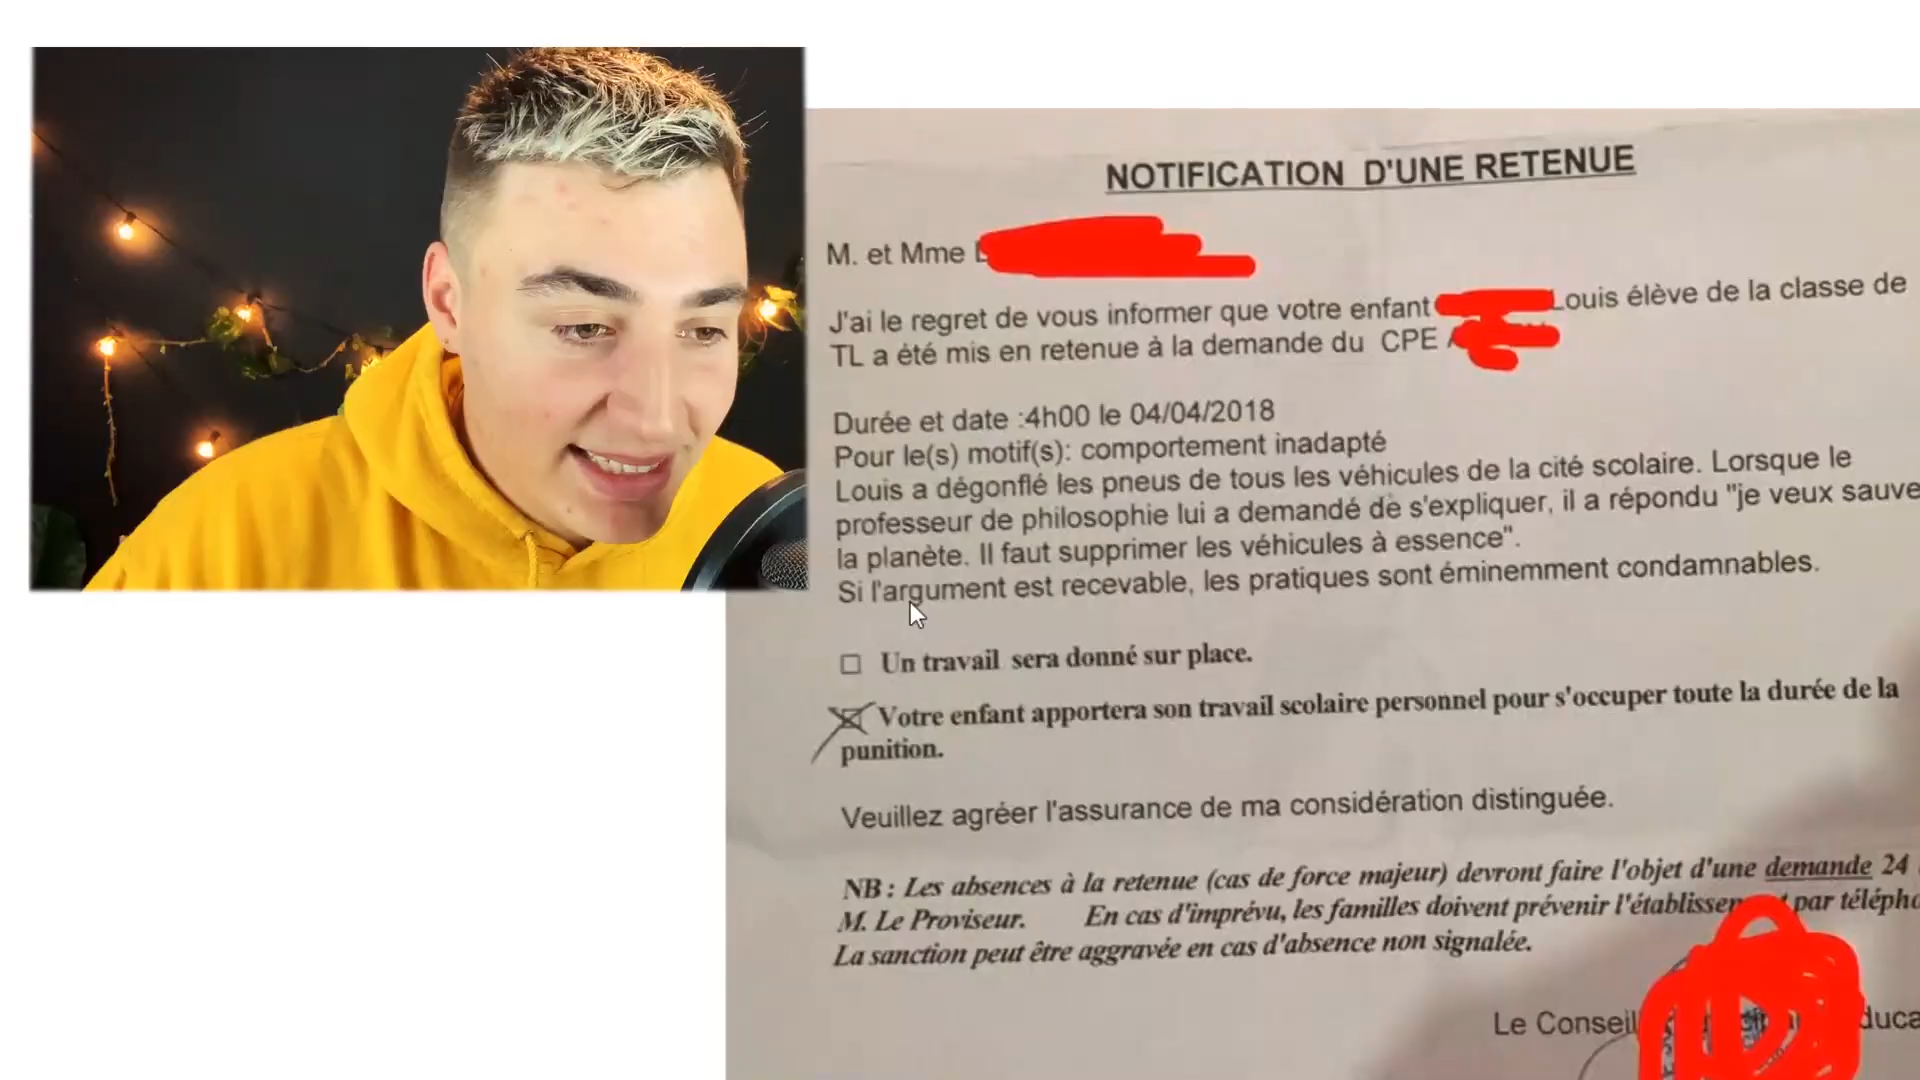 NOTIFICATION D'UNE RETENUE
M. et Mme
J'ai le regret de vous informer que votre enfant Louis élève de la classe de
TL a été mis en retenue à la demande du CPE
Durée et date :4h00 le 04/04/2018
Pour le(s) motif(s): comportement inadapté
Louis a dégonflé les pneus de tous les véhicules de la cité scolaire. Lorsque le
professeur de philosophie lui a demandé de s'expliquer, il a répondu "je veux sauve
la planète. Il faut supprimer les véhicules à essence".
Si l'argument est recevable, les pratiques sont éminemment condamnables.
Un travail sera donné sur place.
Votre enfant apportera son travail scolaire personnel pour s'occuper toute la durée de la
punition.
Veuillez agréer l'assurance de ma considération distinguée.
NB : Les absences à la retenue (cas de force majeur) devront faire l'objet d'une demande 24
M. Le Proviseur. En cas d'imprévu, les familles doivent prévenir l'établissement par télépho
La sanction peut être aggravée en cas d'absence non signalée.
Le Conseil